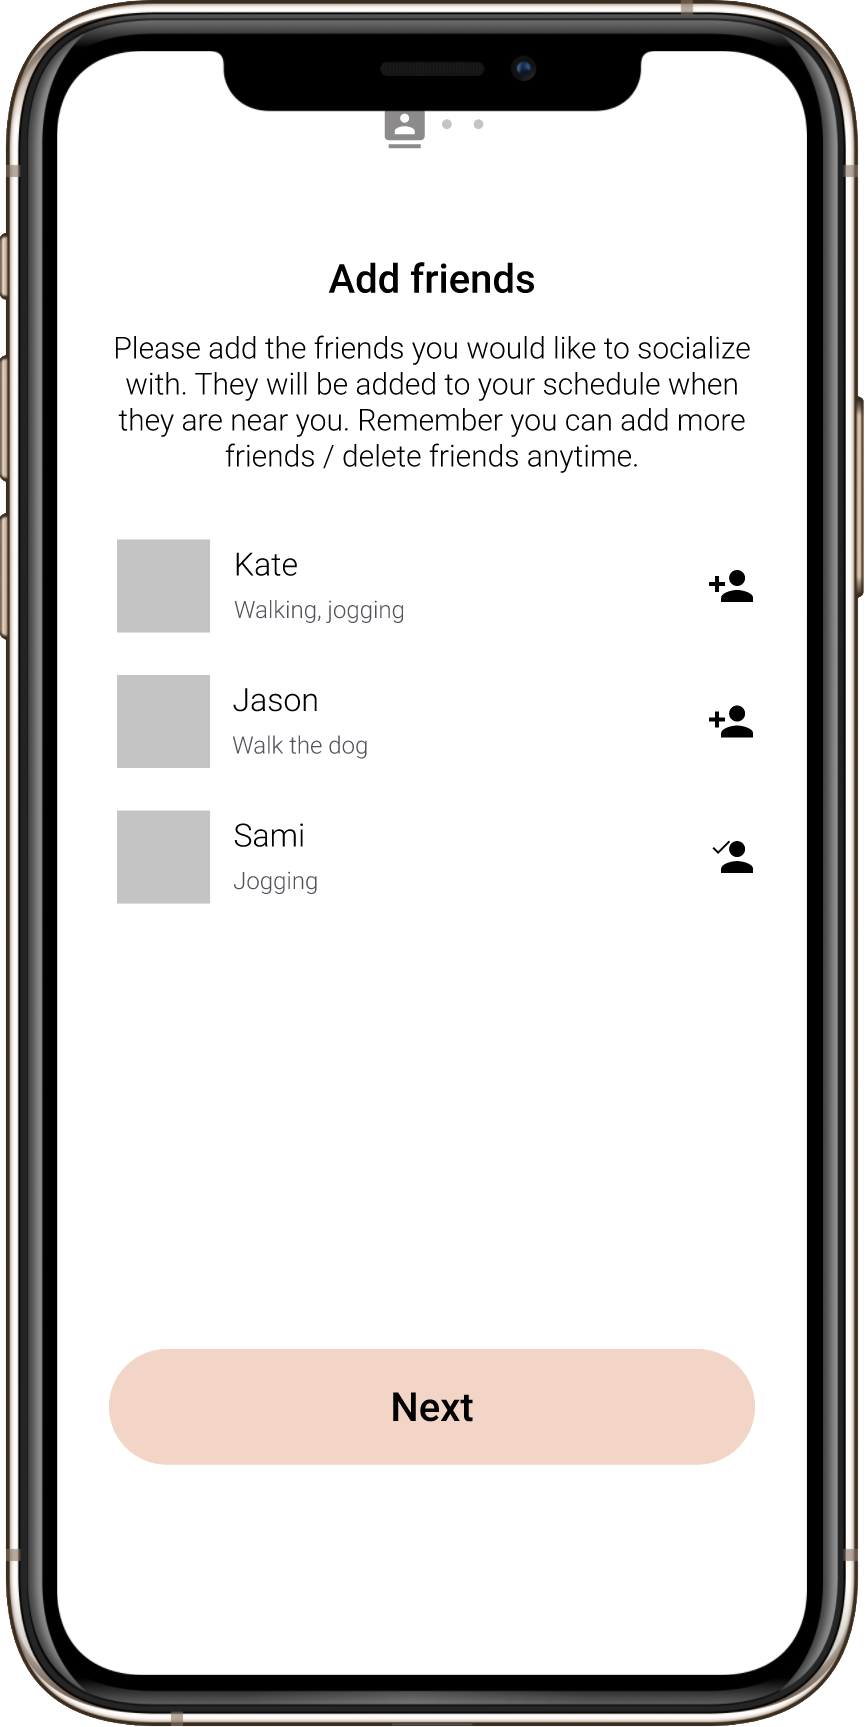 Add friends
Please add the friends you would like to socialize
with. They will be added to your schedule when
they are near you. Remember you can add more
friends / delete friends anytime.
Kate
Walking, jogging
Jason
Walk the dog
Sami
Jogging
Next